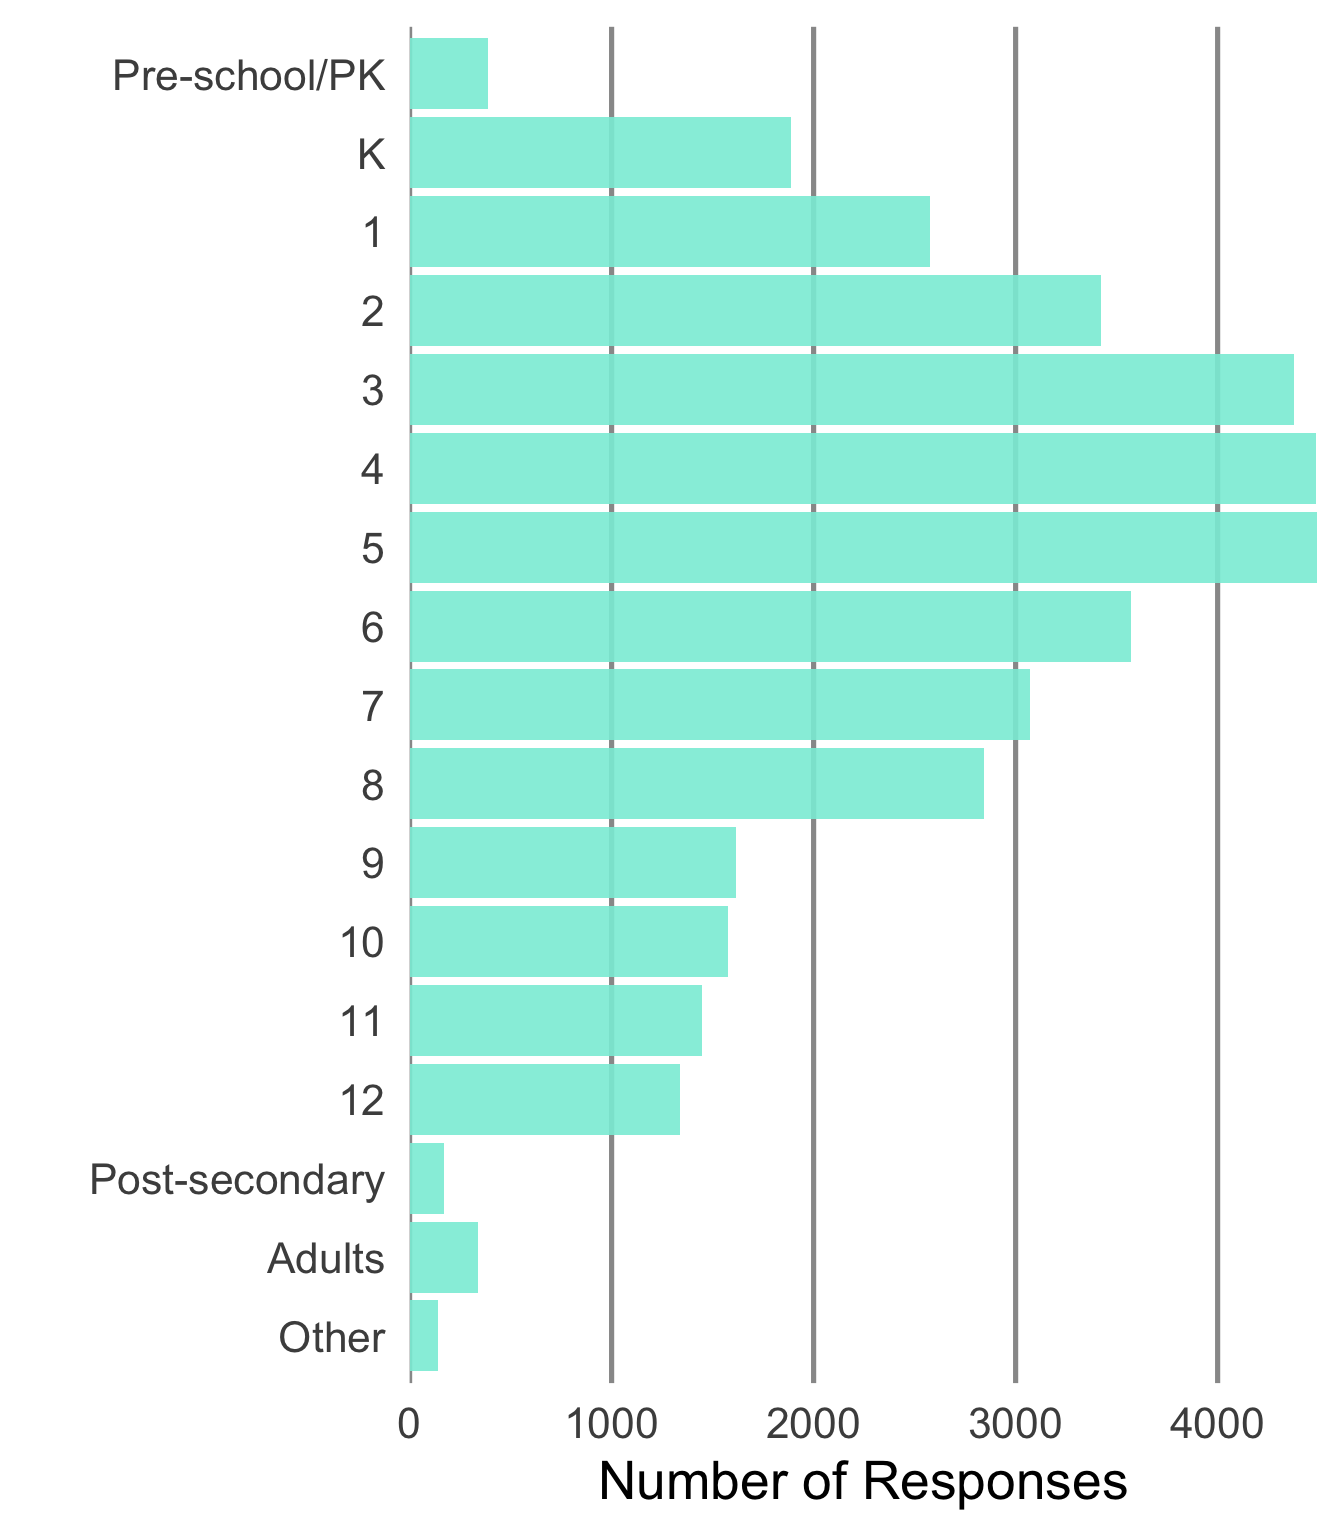 Pre-school/PK
K
1
2
3
4
5
6
7
8
9
10
11
12
Post-secondary
Adults
Other
0 1000 2000 3000 4000
Number of Responses